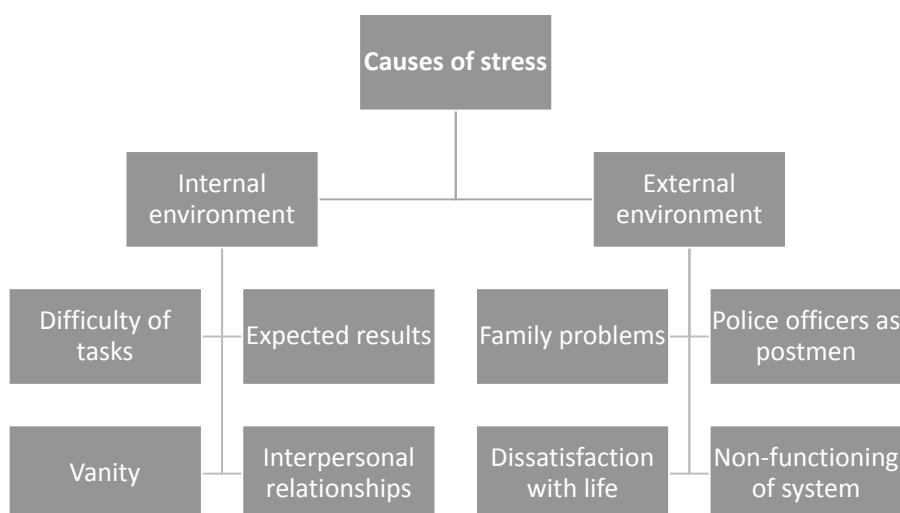 Causes of stress
Internal
environment
External
environment
Difficulty of
tasks
Expected results
Family problems
Police officers as
postmen
Vanity
Interpersonal
relationships
Dissatisfaction
with life
Non-functioning
of system